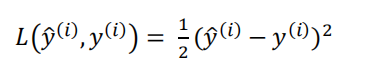 L(ŷ⁽ⁱ⁾, y⁽ⁱ⁾) = ½(ŷ⁽ⁱ⁾ − y⁽ⁱ⁾)²